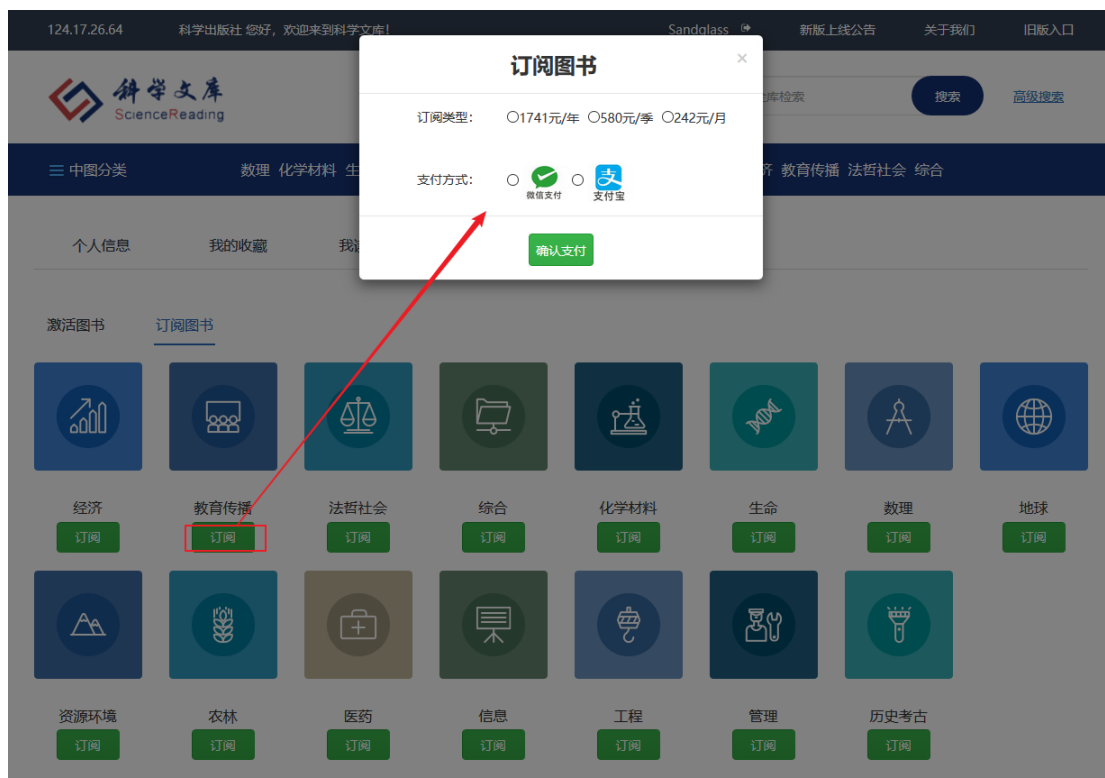 124.17.26.64 科学出版社 您好，欢迎来到科学文库! Sandglass 新版上线公告 关于我们 旧版入口
订阅图书 ×
科学文库 库检索 搜索 高级搜索
ScienceReading
订阅类型： 1741元/年 580元/季 242元/月
中图分类 数理 化学材料 生 济 教育传播 法哲社会 综合
支付方式：
微信支付 支付宝
个人信息 我的收藏 我 确认支付
激活图书 订阅图书
经济 教育传播 法哲社会 综合 化学材料 生命 数理 地球
订阅 订阅 订阅 订阅 订阅 订阅 订阅 订阅
资源环境 农林 医药 信息 工程 管理 历史考古
订阅 订阅 订阅 订阅 订阅 订阅 订阅